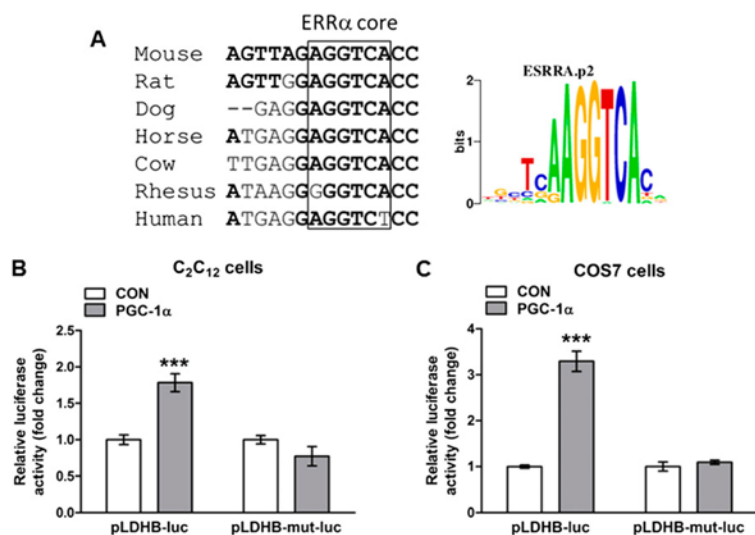 A
ERRα core
Mouse AGTTAGAGGTCACC
Rat AGTTGGAGGTCACC
Dog --GAGGAGGTCACC
Horse ATGAGGAGGTCACC
Cow TTGAGGAGGTCACC
Rhesus ATAAGGGGGTCACC
Human ATGAGGAGGTCTCC
ESRRA.p2
2
1
0
bits
TCAAGGTCAC
B
C₂C₁₂ cells
CON
PGC-1α
Relative luciferase
activity (fold change)
2.5
2.0
1.5
1.0
0.5
0.0
***
pLDHB-luc
pLDHB-mut-luc
C
COS7 cells
CON
PGC-1α
Relative luciferase
activity (fold change)
4
3
2
1
0
***
pLDHB-luc
pLDHB-mut-luc